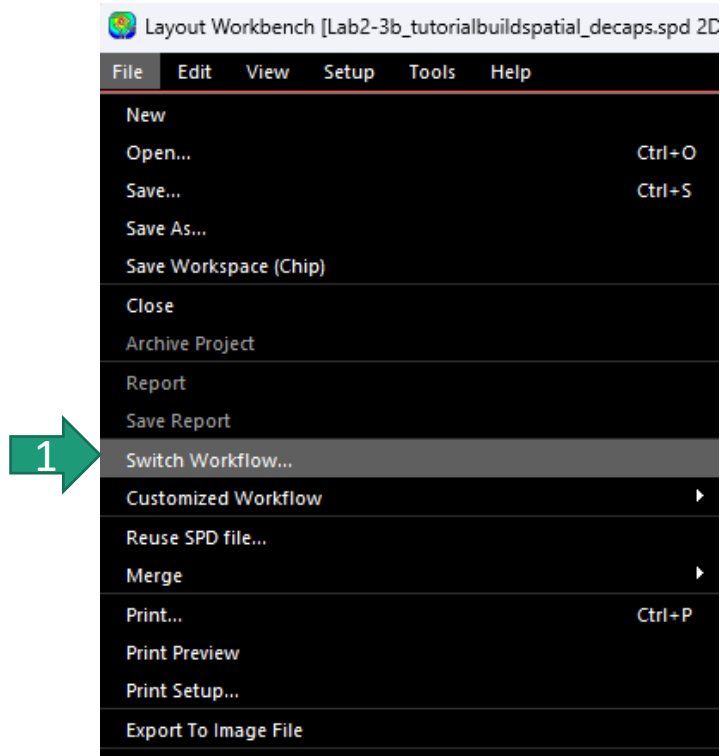 Layout Workbench [Lab2-3b_tutorialbuildspatial_decaps.spd 2D
File Edit View Setup Tools Help
New
Open... Ctrl+O
Save... Ctrl+S
Save As...
Save Workspace (Chip)
Close
Archive Project
Report
Save Report
1 Switch Workflow...
Customized Workflow
Reuse SPD file...
Merge
Print... Ctrl+P
Print Preview
Print Setup...
Export To Image File